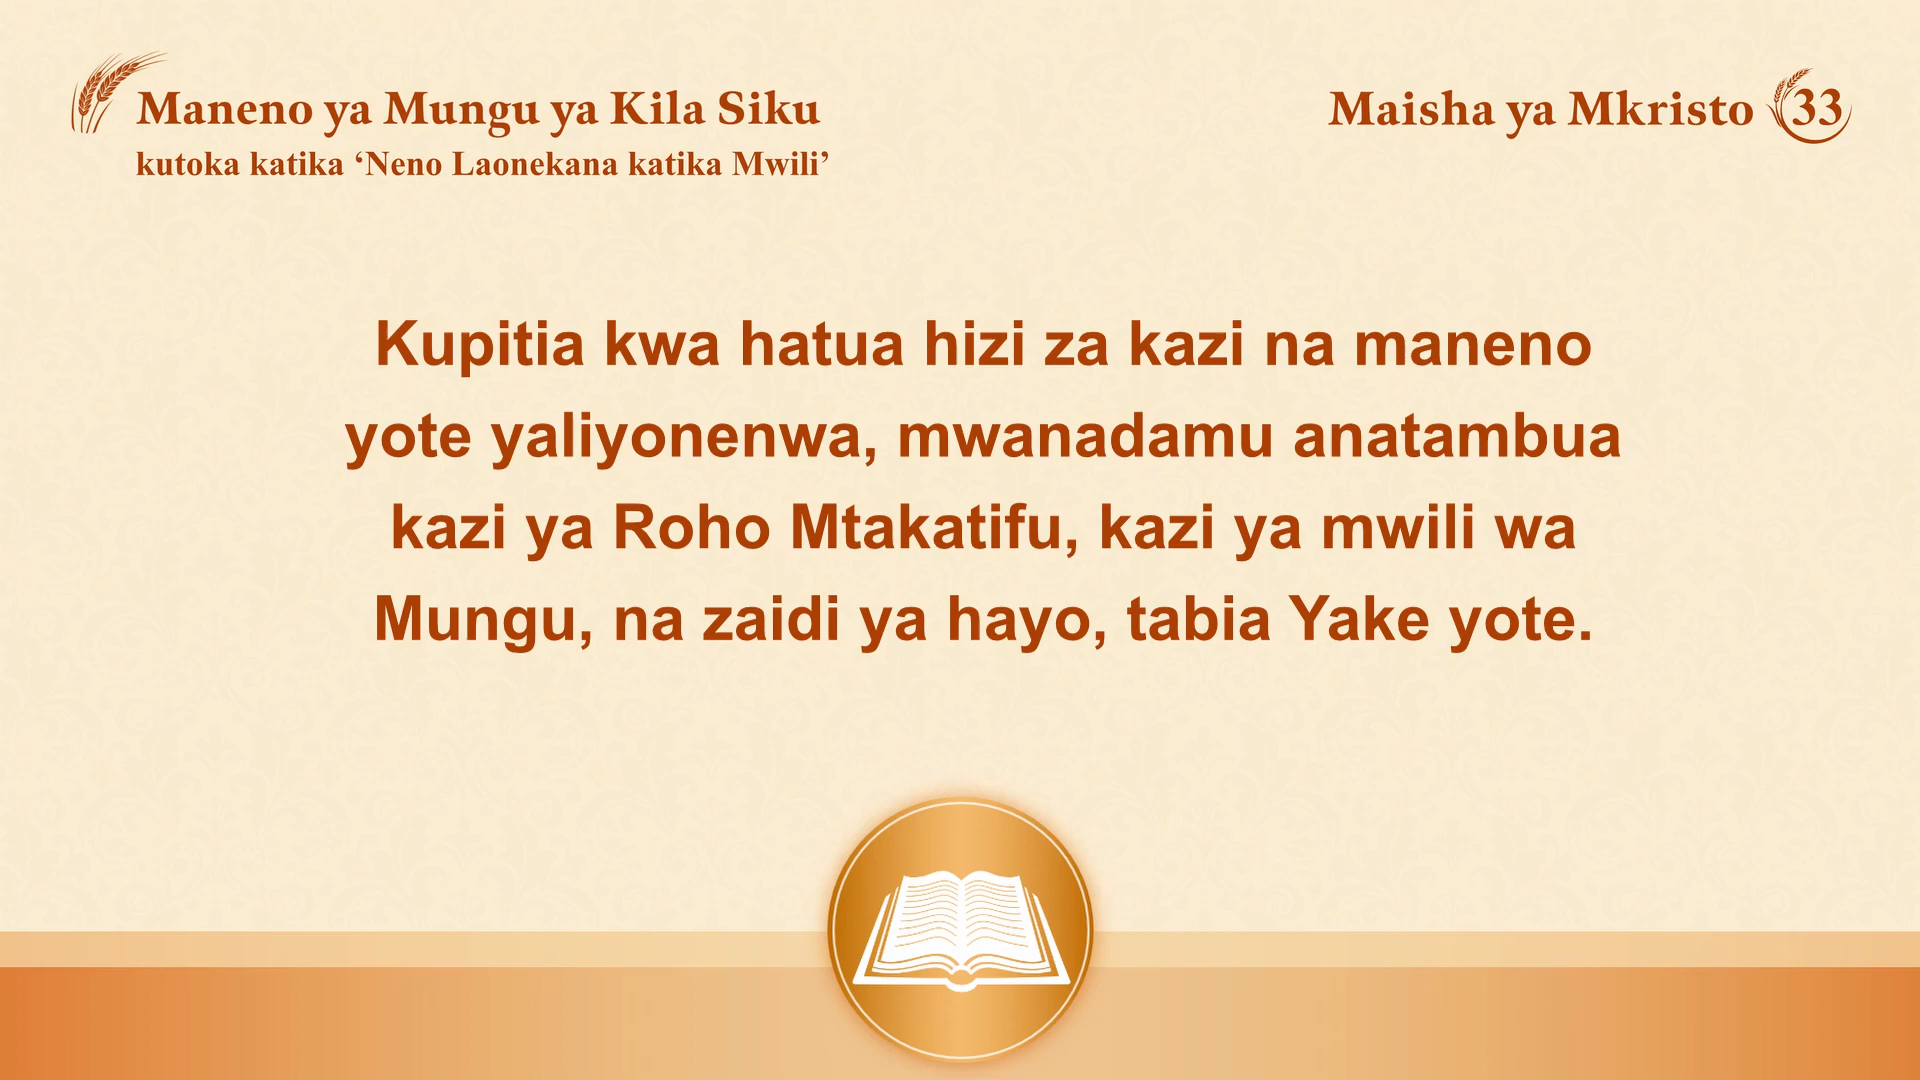 Maneno ya Mungu ya Kila Siku
kutoka katika ‘Neno Laonekana katika Mwili’
Maisha ya Mkristo 33
Kupitia kwa hatua hizi za kazi na maneno
yote yaliyonenwa, mwanadamu anatambua
kazi ya Roho Mtakatifu, kazi ya mwili wa
Mungu, na zaidi ya hayo, tabia Yake yote.